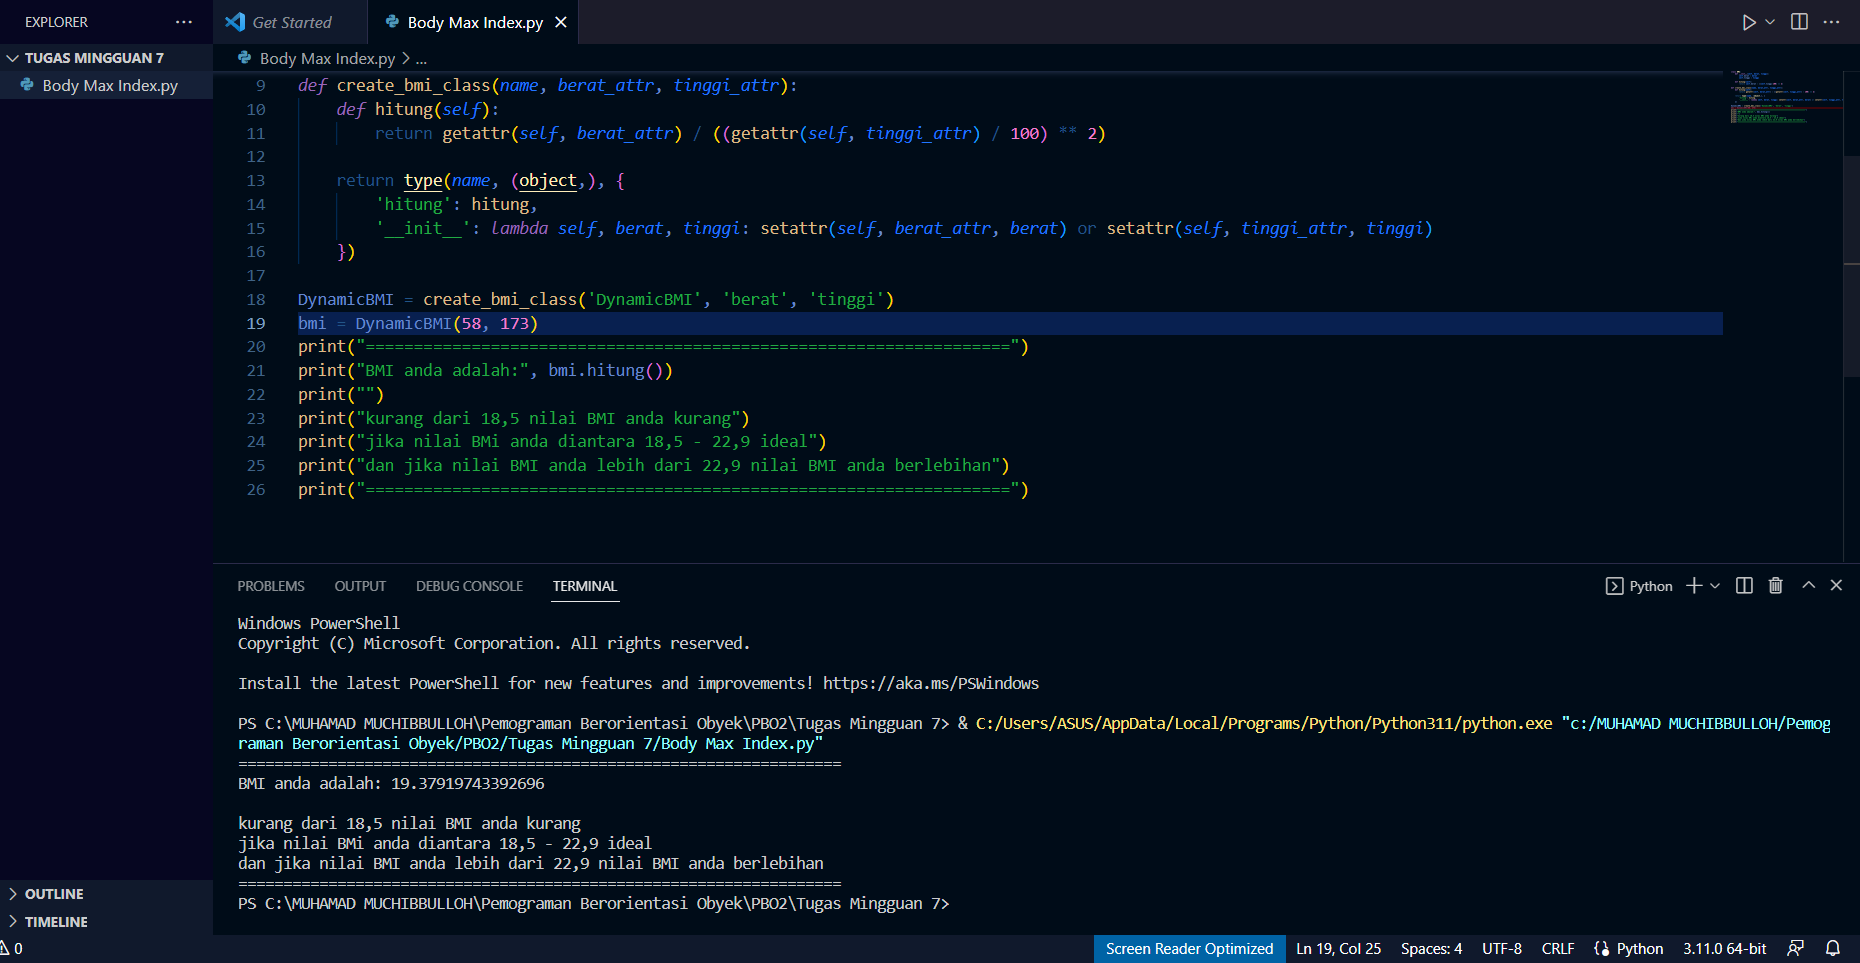 EXPLORER ···
Get Started
Body Max Index.py
TUGAS MINGGUAN 7
Body Max Index.py
Body Max Index.py > ...
9 def create_bmi_class(name, berat_attr, tinggi_attr):
10     def hitung(self):
11         return getattr(self, berat_attr) / ((getattr(self, tinggi_attr) / 100) ** 2)
12
13     return type(name, (object,), {
14         'hitung': hitung,
15         '__init__': lambda self, berat, tinggi: setattr(self, berat_attr, berat) or setattr(self, tinggi_attr, tinggi)
16     })
17
18 DynamicBMI = create_bmi_class('DynamicBMI', 'berat', 'tinggi')
19 bmi = DynamicBMI(58, 173)
20 print("===================================================================")
21 print("BMI anda adalah:", bmi.hitung())
22 print("")
23 print("kurang dari 18,5 nilai BMI anda kurang")
24 print("jika nilai BMi anda diantara 18,5 - 22,9 ideal")
25 print("dan jika nilai BMI anda lebih dari 22,9 nilai BMI anda berlebihan")
26 print("===================================================================")
PROBLEMS OUTPUT DEBUG CONSOLE TERMINAL
Python
Windows PowerShell
Copyright (C) Microsoft Corporation. All rights reserved.
Install the latest PowerShell for new features and improvements! https://aka.ms/PSWindows
PS C:\MUHAMAD MUCHIBBULLOH\Pemograman Berorientasi Obyek\PBO2\Tugas Mingguan 7> & C:/Users/ASUS/AppData/Local/Programs/Python/Python311/python.exe "c:/MUHAMAD MUCHIBBULLOH/Pemog
raman Berorientasi Obyek/PBO2/Tugas Mingguan 7/Body Max Index.py"
===================================================================
BMI anda adalah: 19.37919743392696
kurang dari 18,5 nilai BMI anda kurang
jika nilai BMi anda diantara 18,5 - 22,9 ideal
dan jika nilai BMI anda lebih dari 22,9 nilai BMI anda berlebihan
===================================================================
PS C:\MUHAMAD MUCHIBBULLOH\Pemograman Berorientasi Obyek\PBO2\Tugas Mingguan 7>
OUTLINE
TIMELINE
0
Screen Reader Optimized Ln 19, Col 25 Spaces: 4 UTF-8 CRLF Python 3.11.0 64-bit